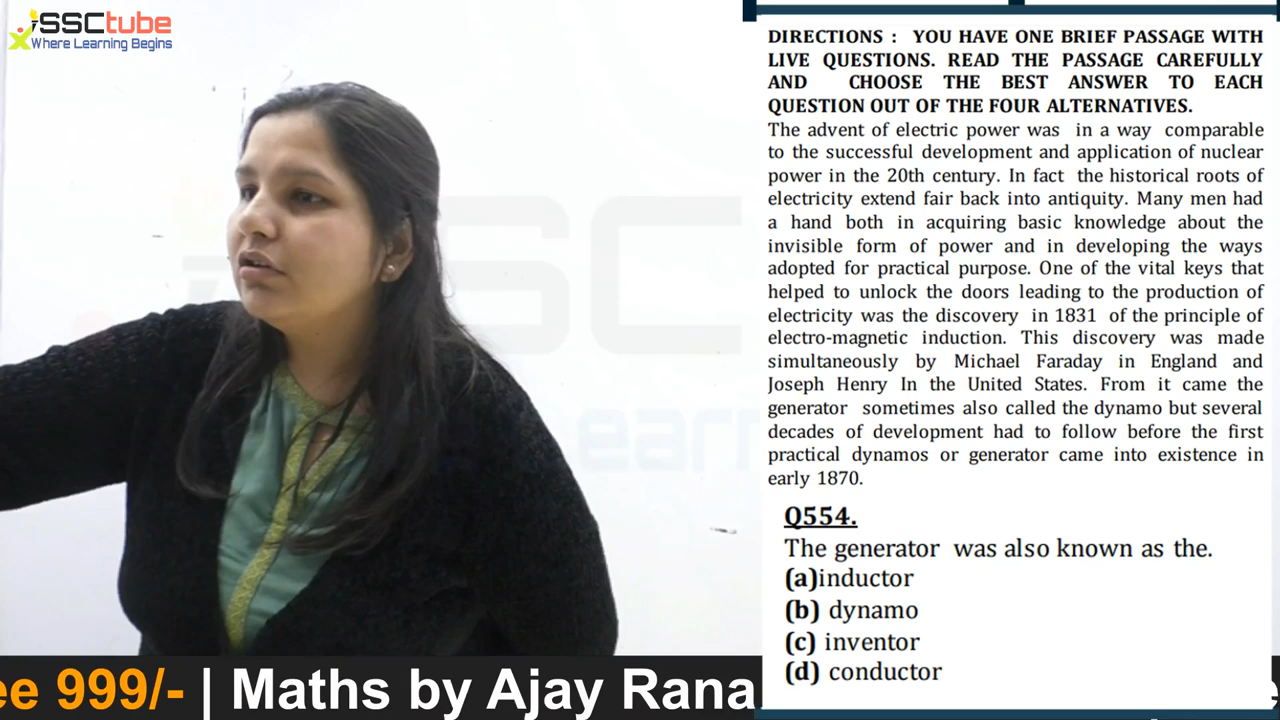 SSCtube
Where Learning Begins
DIRECTIONS : YOU HAVE ONE BRIEF PASSAGE WITH
LIVE QUESTIONS. READ THE PASSAGE CAREFULLY
AND CHOOSE THE BEST ANSWER TO EACH
QUESTION OUT OF THE FOUR ALTERNATIVES.
The advent of electric power was in a way comparable
to the successful development and application of nuclear
power in the 20th century. In fact the historical roots of
electricity extend fair back into antiquity. Many men had
a hand both in acquiring basic knowledge about the
invisible form of power and in developing the ways
adopted for practical purpose. One of the vital keys that
helped to unlock the doors leading to the production of
electricity was the discovery in 1831 of the principle of
electro-magnetic induction. This discovery was made
simultaneously by Michael Faraday in England and
Joseph Henry In the United States. From it came the
generator sometimes also called the dynamo but several
decades of development had to follow before the first
practical dynamos or generator came into existence in
early 1870.
Q554.
The generator was also known as the.
(a)inductor
(b) dynamo
(c) inventor
(d) conductor
999/- | Maths by Ajay Rana